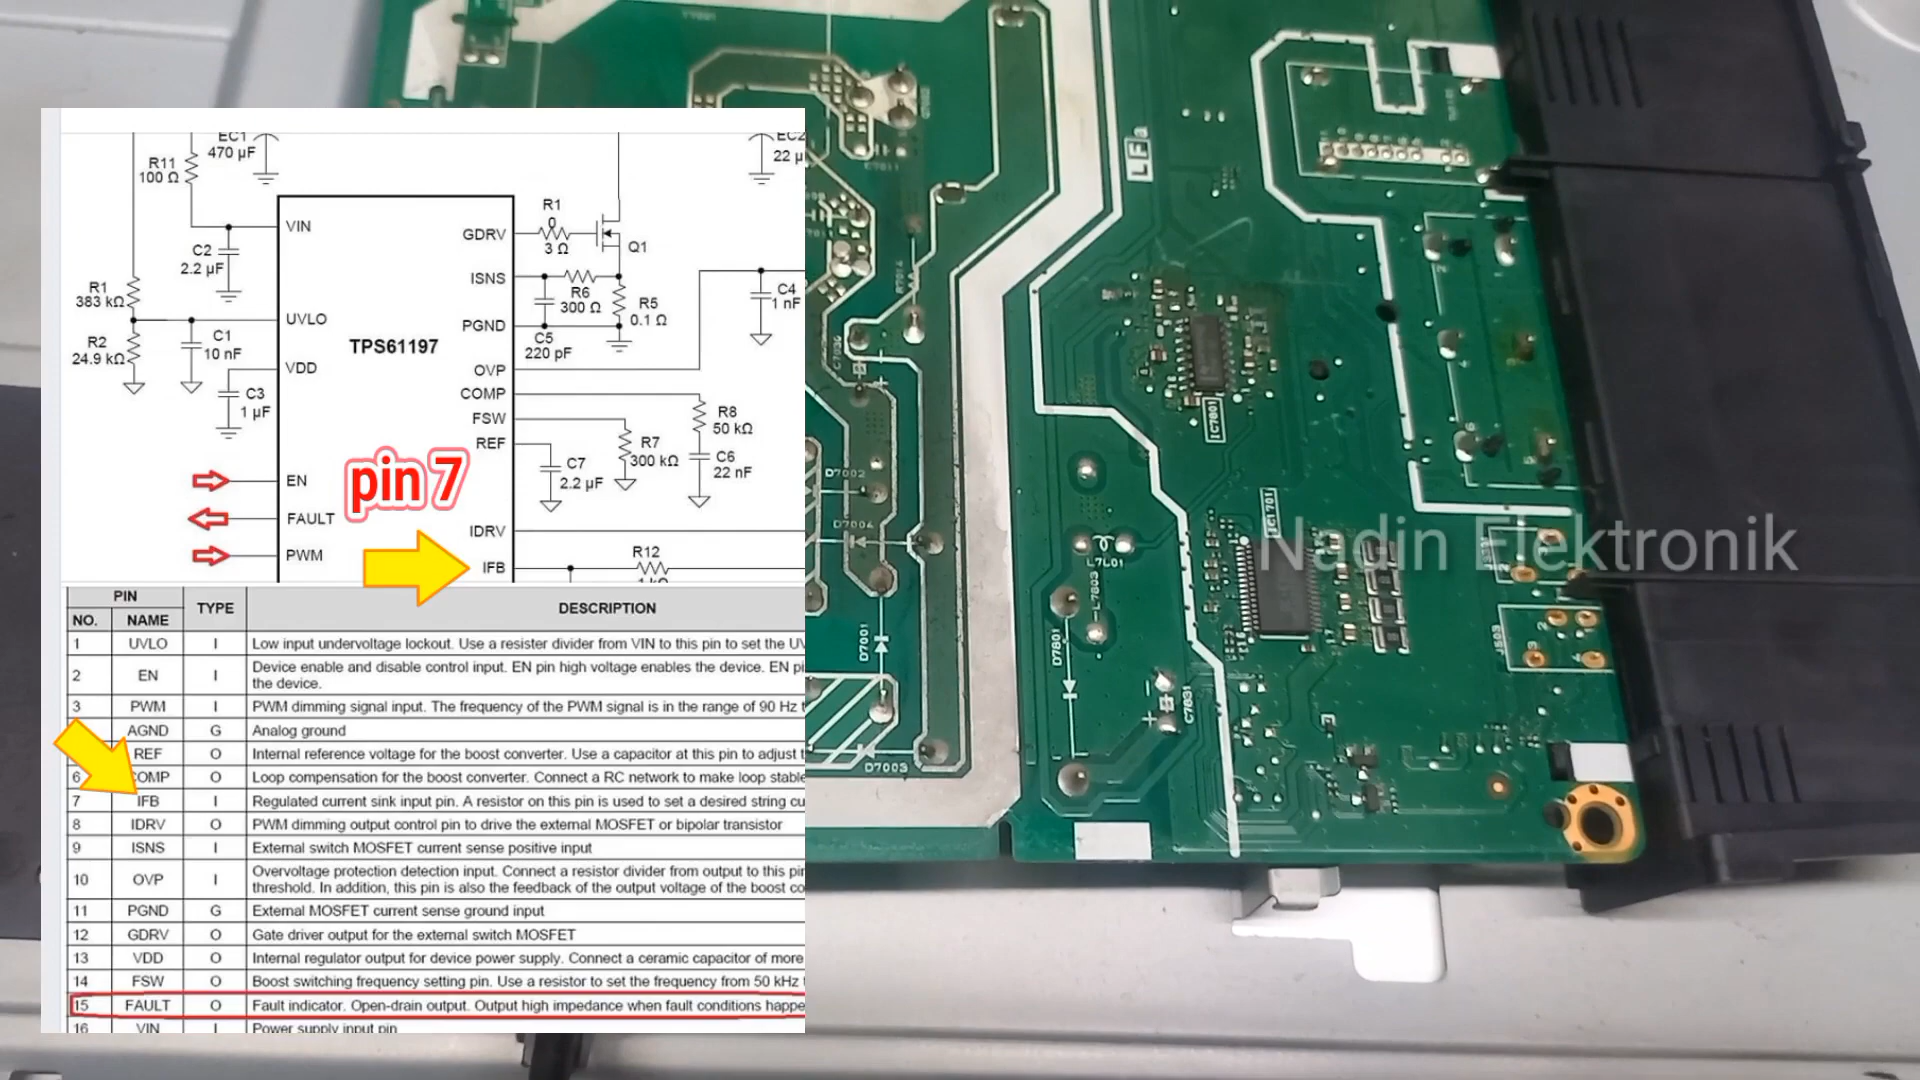 EC1
470 µF
EC2
22 µ
R11
100 Ω
VIN
C2
2.2 µF
R1
383 kΩ
UVLO
R2
24.9 kΩ
C1
10 nF
VDD
C3
1 µF
TPS61197
GDRV
R1
0
3 Ω
Q1
ISNS
R6
300 Ω
R5
0.1 Ω
PGND
C5
220 pF
C4
1 nF
OVP
COMP
FSW
REF
R8
50 kΩ
R7
300 kΩ
C6
22 nF
C7
2.2 µF
EN
FAULT
PWM
pin 7
IDRV
IFB
R12
PIN
TYPE
DESCRIPTION
NO.
NAME
1 UVLO I Low input undervoltage lockout. Use a resister divider from VIN to this pin to set the UV
2 EN I Device enable and disable control input. EN pin high voltage enables the device. EN pi
the device.
3 PWM I PWM dimming signal input. The frequency of the PWM signal is in the range of 90 Hz t
AGND G Analog ground
REF O Internal reference voltage for the boost converter. Use a capacitor at this pin to adjust t
6 OMP O Loop compensation for the boost converter. Connect a RC network to make loop stable
7 IFB I Regulated current sink input pin. A resistor on this pin is used to set a desired string cu
8 IDRV O PWM dimming output control pin to drive the external MOSFET or bipolar transistor
9 ISNS I External switch MOSFET current sense positive input
10 OVP I Overvoltage protection detection input. Connect a resistor divider from output to this pin
threshold. In addition, this pin is also the feedback of the output voltage of the boost co
11 PGND G External MOSFET current sense ground input
12 GDRV O Gate driver output for the external switch MOSFET
13 VDD O Internal regulator output for device power supply. Connect a ceramic capacitor of more
14 FSW O Boost switching frequency setting pin. Use a resistor to set the frequency from 50 kHz t
15 FAULT O Fault indicator. Open-drain output. Output high impedance when fault conditions happe
16 VIN I Power supply input pin
LF
IC7801
IC1701
Nadin Elektronik
D7002
D7004
D7001
D7003
L7803
D7801
C7831